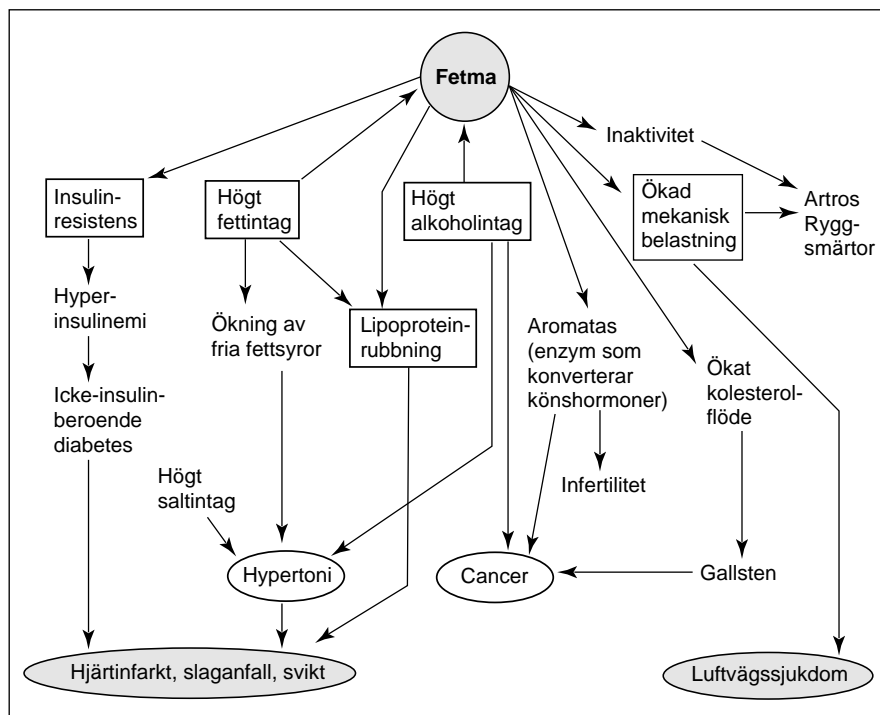 Fetma
Inaktivitet
Insulin-
resistens
Högt
fettintag
Högt
alkoholintag
Ökad
mekanisk
belastning
Artros
Rygg-
smärtor
Hyper-
insulinemi
Ökning av
fria fettsyror
Lipoprotein-
rubbning
Aromatas
(enzym som
konverterar
könshormoner)
Ökat
kolesterol-
flöde
Icke-insulin-
beroende
diabetes
Högt
saltintag
Infertilitet
Hypertoni
Cancer
Gallsten
Hjärtinfarkt, slaganfall, svikt
Luftvägssjukdom